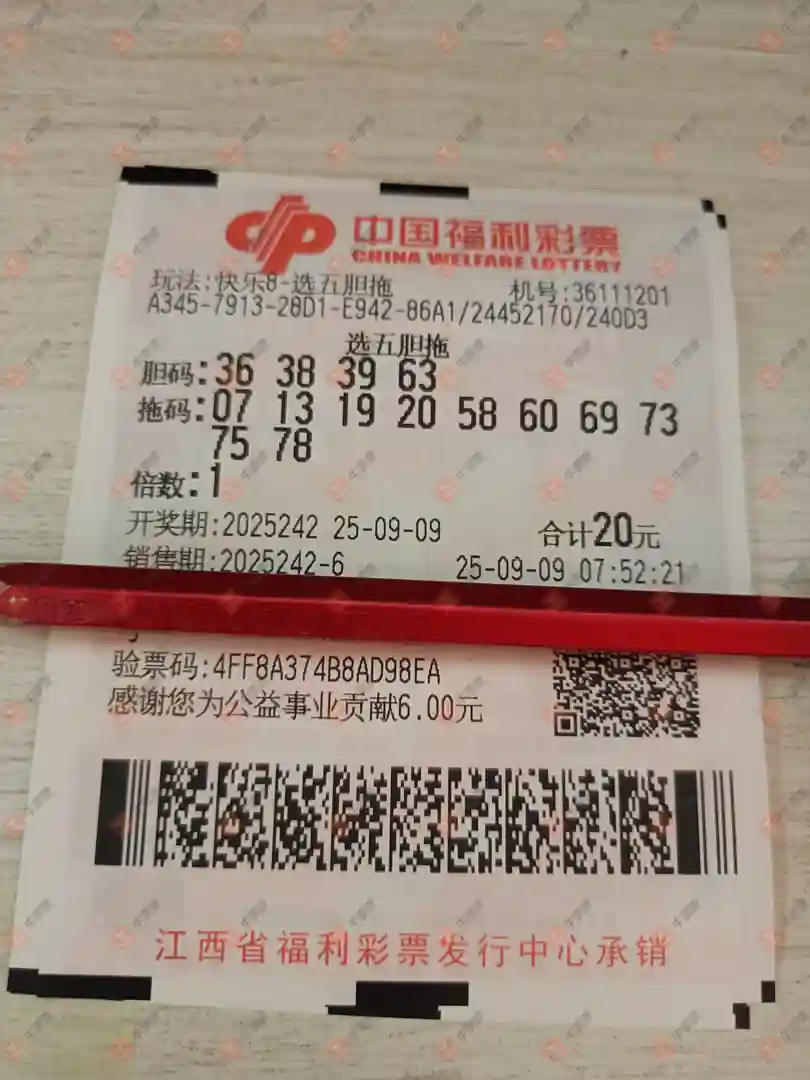 中国福利彩票
CHINA WELFARE LOTTERY
玩法:快乐8-选五胆拖 机号:36111201
A345-7913-28D1-E942-86A1/24452170/240D3
选五胆拖
胆码:36 38 39 63
拖码:07 13 19 20 58 60 69 73
75 78
倍数:1
开奖期:2025242 25-09-09 合计20元
销售期:2025242-6 25-09-09 07:52:21
验票码:4FF8A374B8AD98EA
感谢您为公益事业贡献6.00元
江西省福利彩票发行中心承销